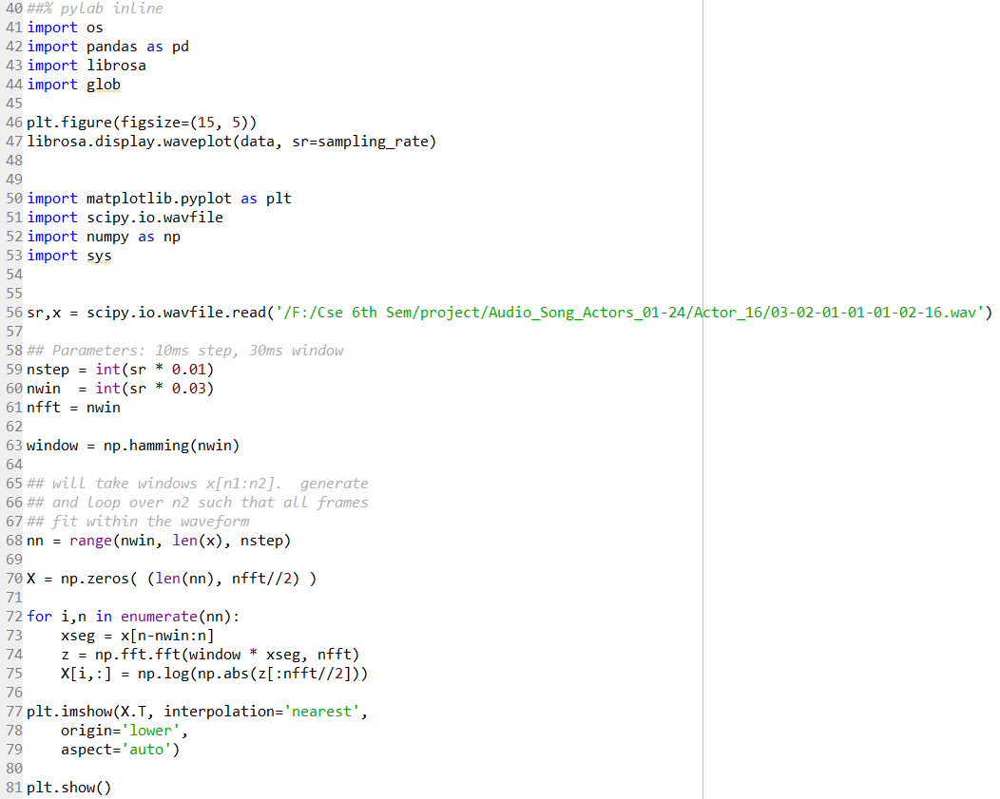 40 ##% pylab inline
41 import os
42 import pandas as pd
43 import librosa
44 import glob
45
46 plt.figure(figsize=(15, 5))
47 librosa.display.waveplot(data, sr=sampling_rate)
48
49
50 import matplotlib.pyplot as plt
51 import scipy.io.wavfile
52 import numpy as np
53 import sys
54
55
56 sr,x = scipy.io.wavfile.read('/F:/Cse 6th Sem/project/Audio_Song_Actors_01-24/Actor_16/03-02-01-01-01-02-16.wav')
57
58 ## Parameters: 10ms step, 30ms window
59 nstep = int(sr * 0.01)
60 nwin  = int(sr * 0.03)
61 nfft = nwin
62
63 window = np.hamming(nwin)
64
65 ## will take windows x[n1:n2].  generate
66 ## and loop over n2 such that all frames
67 ## fit within the waveform
68 nn = range(nwin, len(x), nstep)
69
70 X = np.zeros( (len(nn), nfft//2) )
71
72 for i,n in enumerate(nn):
73     xseg = x[n-nwin:n]
74     z = np.fft.fft(window * xseg, nfft)
75     X[i,:] = np.log(np.abs(z[:nfft//2]))
76
77 plt.imshow(X.T, interpolation='nearest',
78     origin='lower',
79     aspect='auto')
80
81 plt.show()